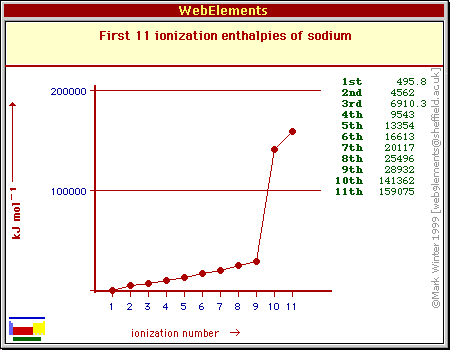 WebElements
First 11 ionization enthalpies of sodium
200000
100000
kJ mol⁻¹
1 2 3 4 5 6 7 8 9 10 11
ionization number →
1st 495.8
2nd 4562
3rd 6910.3
4th 9543
5th 13354
6th 16613
7th 20117
8th 25496
9th 28932
10th 141362
11th 159075
©Mark Winter 1999 [webelements@sheffield.ac.uk]